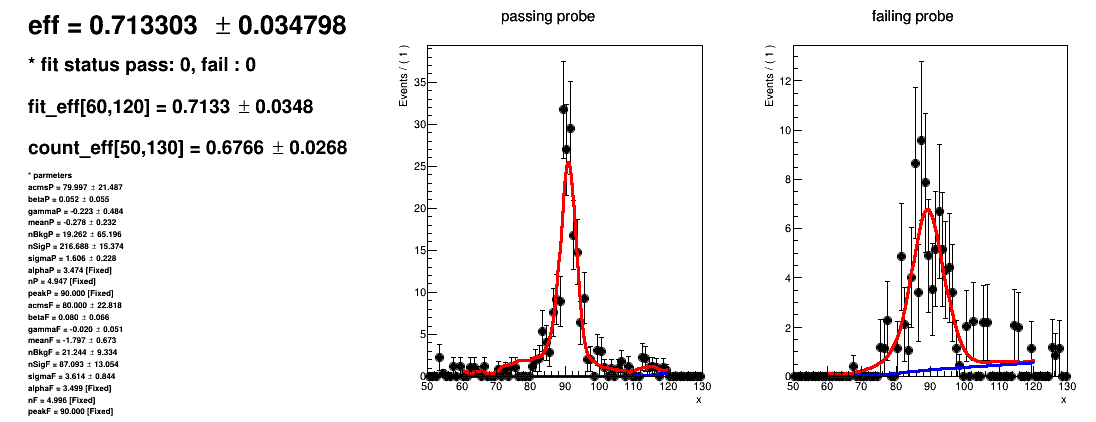 eff = 0.713303 ± 0.034798
* fit status pass: 0, fail : 0
fit_eff[60,120] = 0.7133 ± 0.0348
count_eff[50,130] = 0.6766 ± 0.0268
* parmeters
acmsP = 79.997 ± 21.487
betaP = 0.052 ± 0.055
gammaP = -0.223 ± 0.484
meanP = -0.278 ± 0.232
nBkgP = 19.262 ± 65.196
nSigP = 216.688 ± 15.374
sigmaP = 1.606 ± 0.228
alphaP = 3.474 [Fixed]
nP = 4.947 [Fixed]
peakP = 90.000 [Fixed]
acmsF = 80.000 ± 22.818
betaF = 0.080 ± 0.066
gammaF = -0.020 ± 0.051
meanF = -1.797 ± 0.673
nBkgF = 21.244 ± 9.334
nSigF = 87.093 ± 13.054
sigmaF = 3.614 ± 0.844
alphaF = 3.499 [Fixed]
nF = 4.996 [Fixed]
peakF = 90.000 [Fixed]
passing probe
Events / ( 1 )
35
30
25
20
15
10
5
0
50 60 70 80 90 100 110 120 130
x
failing probe
Events / ( 1 )
12
10
8
6
4
2
0
50 60 70 80 90 100 110 120 130
x